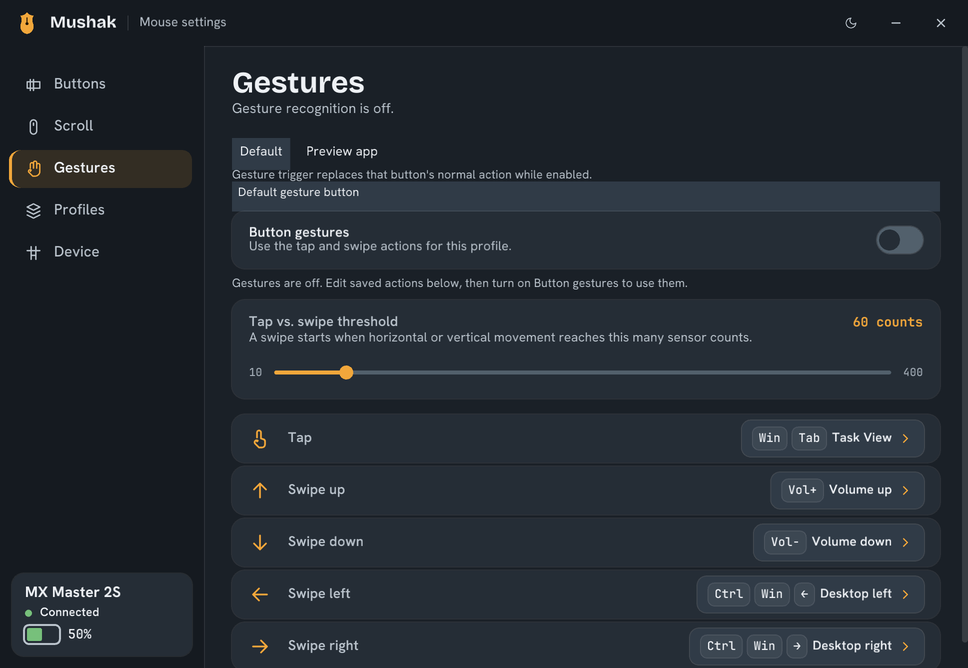 Mushak
Mouse settings
Buttons
Scroll
Gestures
Profiles
Device
MX Master 2S
Connected
50%
Gestures
Gesture recognition is off.
Default
Preview app
Gesture trigger replaces that button's normal action while enabled.
Default gesture button
Button gestures
Use the tap and swipe actions for this profile.
Gestures are off. Edit saved actions below, then turn on Button gestures to use them.
Tap vs. swipe threshold
60 counts
A swipe starts when horizontal or vertical movement reaches this many sensor counts.
10
400
Tap
Win Tab Task View
Swipe up
Vol+ Volume up
Swipe down
Vol- Volume down
Swipe left
Ctrl Win ← Desktop left
Swipe right
Ctrl Win → Desktop right